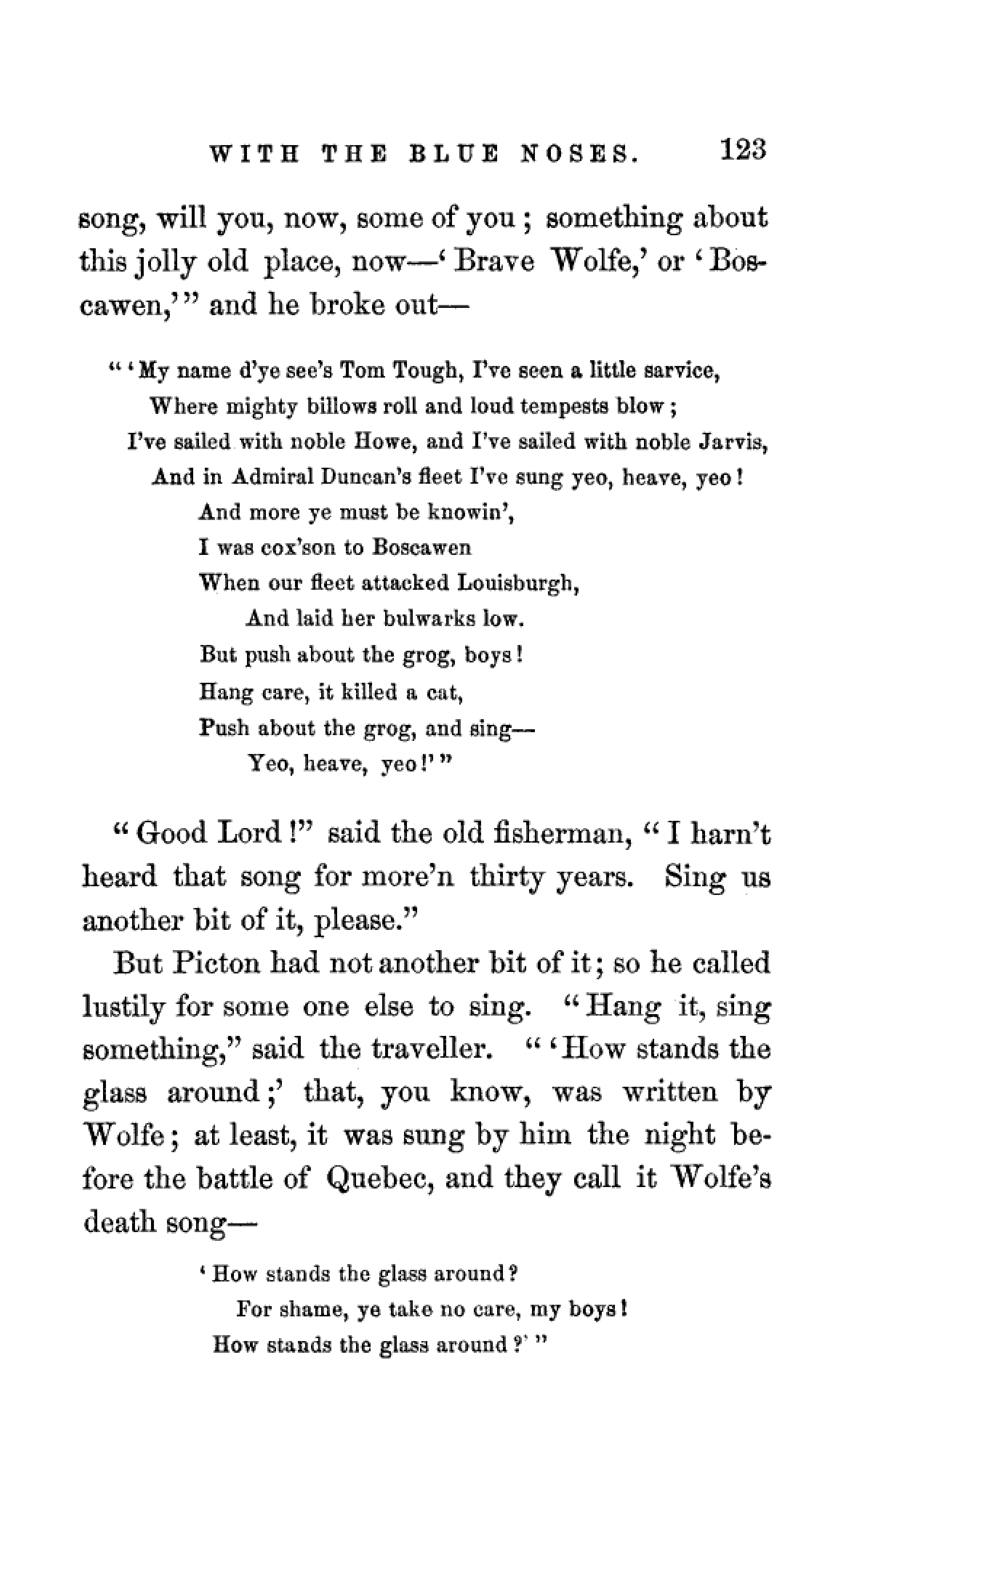 WITH THE BLUE NOSES. 123
song, will you, now, some of you ; something about
this jolly old place, now—‘ Brave Wolfe,’ or ‘ Bos-
cawen,’ ” and he broke out—
“ ‘ My name d’ye see’s Tom Tough, I’ve seen a little sarvice,
Where mighty billows roll and loud tempests blow ;
I’ve sailed with noble Howe, and I’ve sailed with noble Jarvis,
And in Admiral Duncan’s fleet I’ve sung yeo, heave, yeo !
And more ye must be knowin’,
I was cox’son to Boscawen
When our fleet attacked Louisburgh,
And laid her bulwarks low.
But push about the grog, boys !
Hang care, it killed a cat,
Push about the grog, and sing—
Yeo, heave, yeo !’ ”
“ Good Lord !” said the old fisherman, “ I harn’t
heard that song for more’n thirty years. Sing us
another bit of it, please.”
But Picton had not another bit of it ; so he called
lustily for some one else to sing. “ Hang it, sing
something,” said the traveller. “ ‘ How stands the
glass around ;’ that, you know, was written by
Wolfe ; at least, it was sung by him the night be-
fore the battle of Quebec, and they call it Wolfe’s
death song—
‘ How stands the glass around ?
For shame, ye take no care, my boys !
How stands the glass around ?’ ”